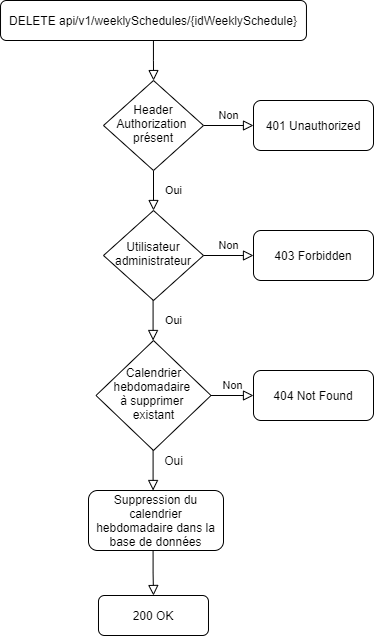 DELETE api/v1/weeklySchedules/{idWeeklySchedule}
Header
Authorization
présent
Non
401 Unauthorized
Oui
Utilisateur
administrateur
Non
403 Forbidden
Oui
Calendrier
hebdomadaire
à supprimer
existant
Non
404 Not Found
Oui
Suppression du
calendrier
hebdomadaire dans la
base de données
200 OK